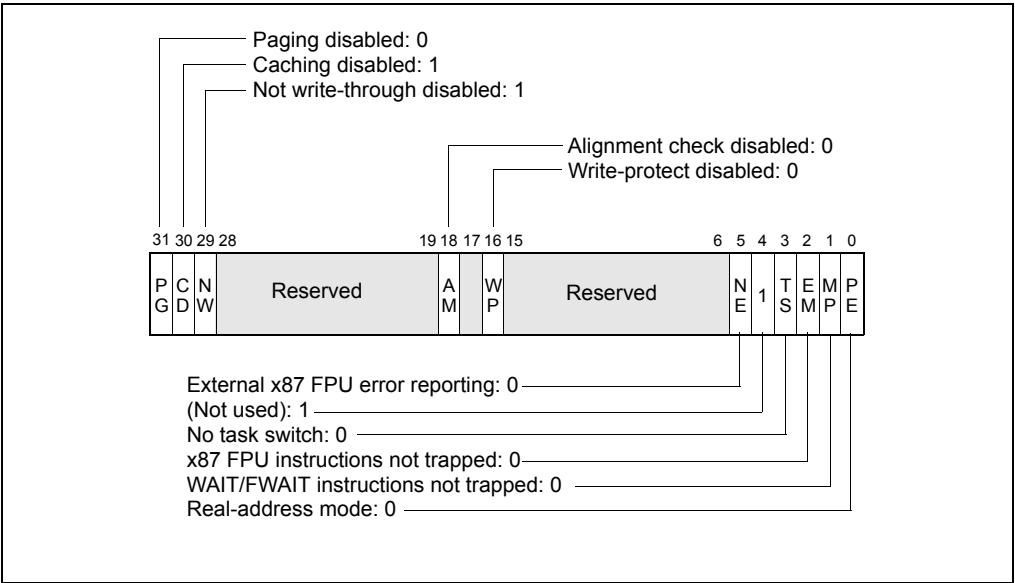 Paging disabled: 0
Caching disabled: 1
Not write-through disabled: 1
Alignment check disabled: 0
Write-protect disabled: 0
31 30 29 28 19 18 17 16 15 6 5 4 3 2 1 0
P C N A W N T E M P
Reserved Reserved 1
G D W M P E S M P E
External x87 FPU error reporting: 0
(Not used): 1
No task switch: 0
x87 FPU instructions not trapped: 0
WAIT/FWAIT instructions not trapped: 0
Real-address mode: 0